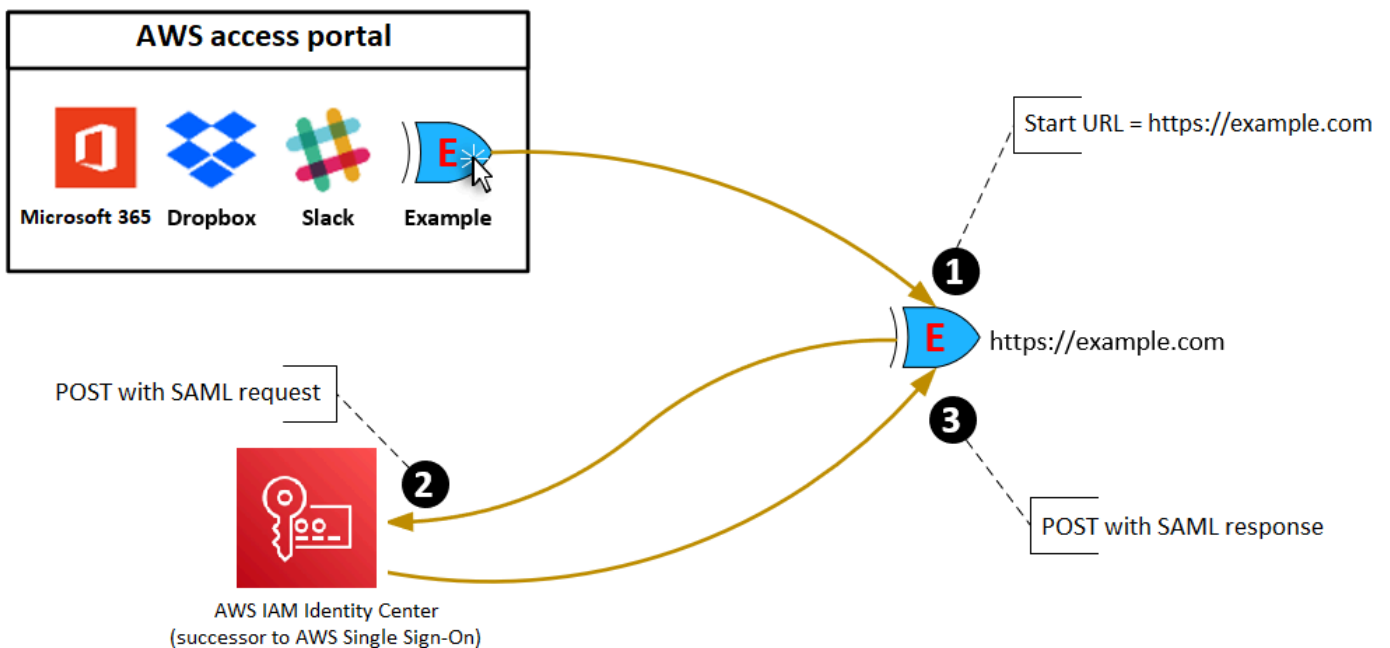 AWS access portal
E
Microsoft 365
Dropbox
Slack
Example
Start URL = https://example.com
1
E
https://example.com
POST with SAML request
2
3
POST with SAML response
AWS IAM Identity Center
(successor to AWS Single Sign-On)